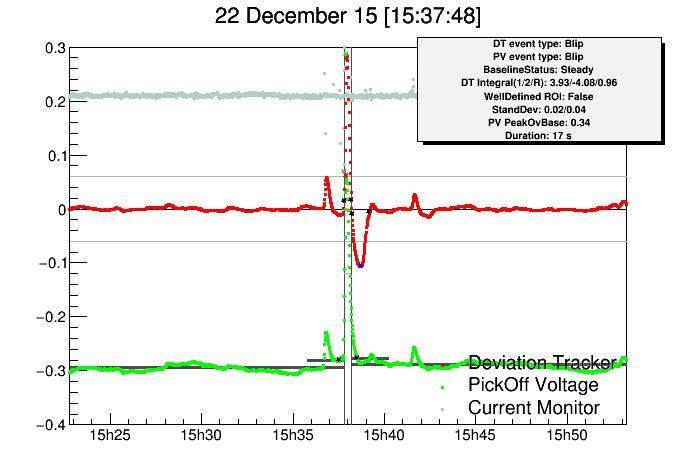 22 December 15 [15:37:48]
DT event type: Blip
PV event type: Blip
BaselineStatus: Steady
DT Integral(1/2/R): 3.93/-4.08/0.96
WellDefined ROI: False
StandDev: 0.02/0.04
PV PeakOvBase: 0.34
Duration: 17 s
0.3
0.2
0.1
0
−0.1
−0.2
−0.3
−0.4
Deviation Tracker
PickOff Voltage
Current Monitor
15h25 15h30 15h35 15h40 15h45 15h50